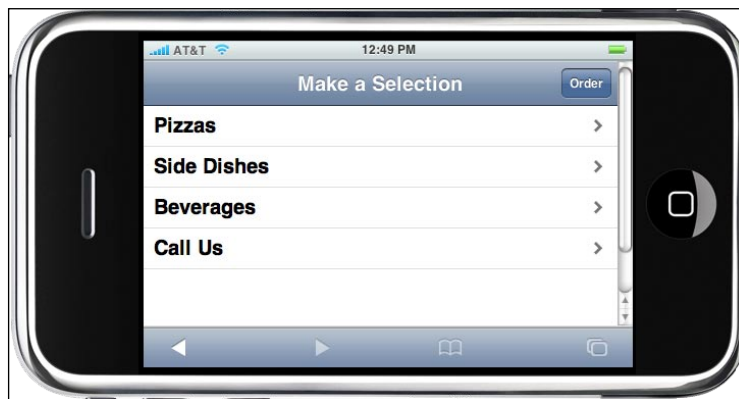 AT&T 12:49 PM
Make a Selection Order
Pizzas
Side Dishes
Beverages
Call Us